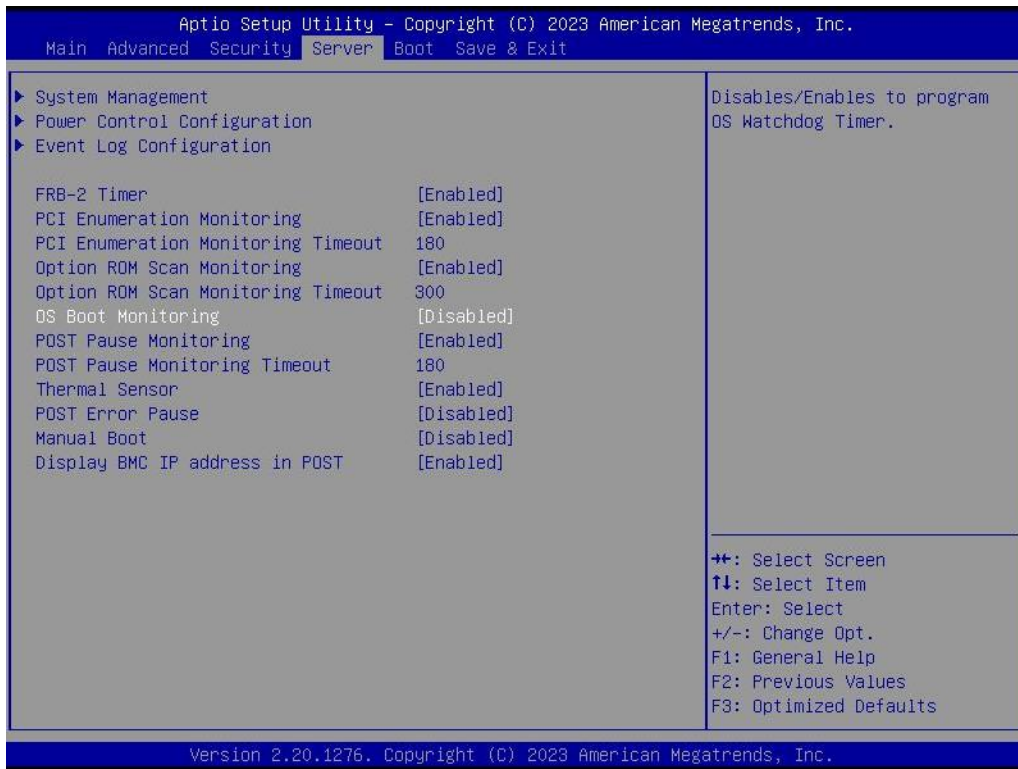 Aptio Setup Utility – Copyright (C) 2023 American Megatrends, Inc.
Main Advanced Security Server Boot Save & Exit
▶ System Management
▶ Power Control Configuration
▶ Event Log Configuration
FRB-2 Timer [Enabled]
PCI Enumeration Monitoring [Enabled]
PCI Enumeration Monitoring Timeout 180
Option ROM Scan Monitoring [Enabled]
Option ROM Scan Monitoring Timeout 300
OS Boot Monitoring [Disabled]
POST Pause Monitoring [Enabled]
POST Pause Monitoring Timeout 180
Thermal Sensor [Enabled]
POST Error Pause [Disabled]
Manual Boot [Disabled]
Display BMC IP address in POST [Enabled]
Disables/Enables to program
OS Watchdog Timer.
→←: Select Screen
↑↓: Select Item
Enter: Select
+/-: Change Opt.
F1: General Help
F2: Previous Values
F3: Optimized Defaults
Version 2.20.1276. Copyright (C) 2023 American Megatrends, Inc.